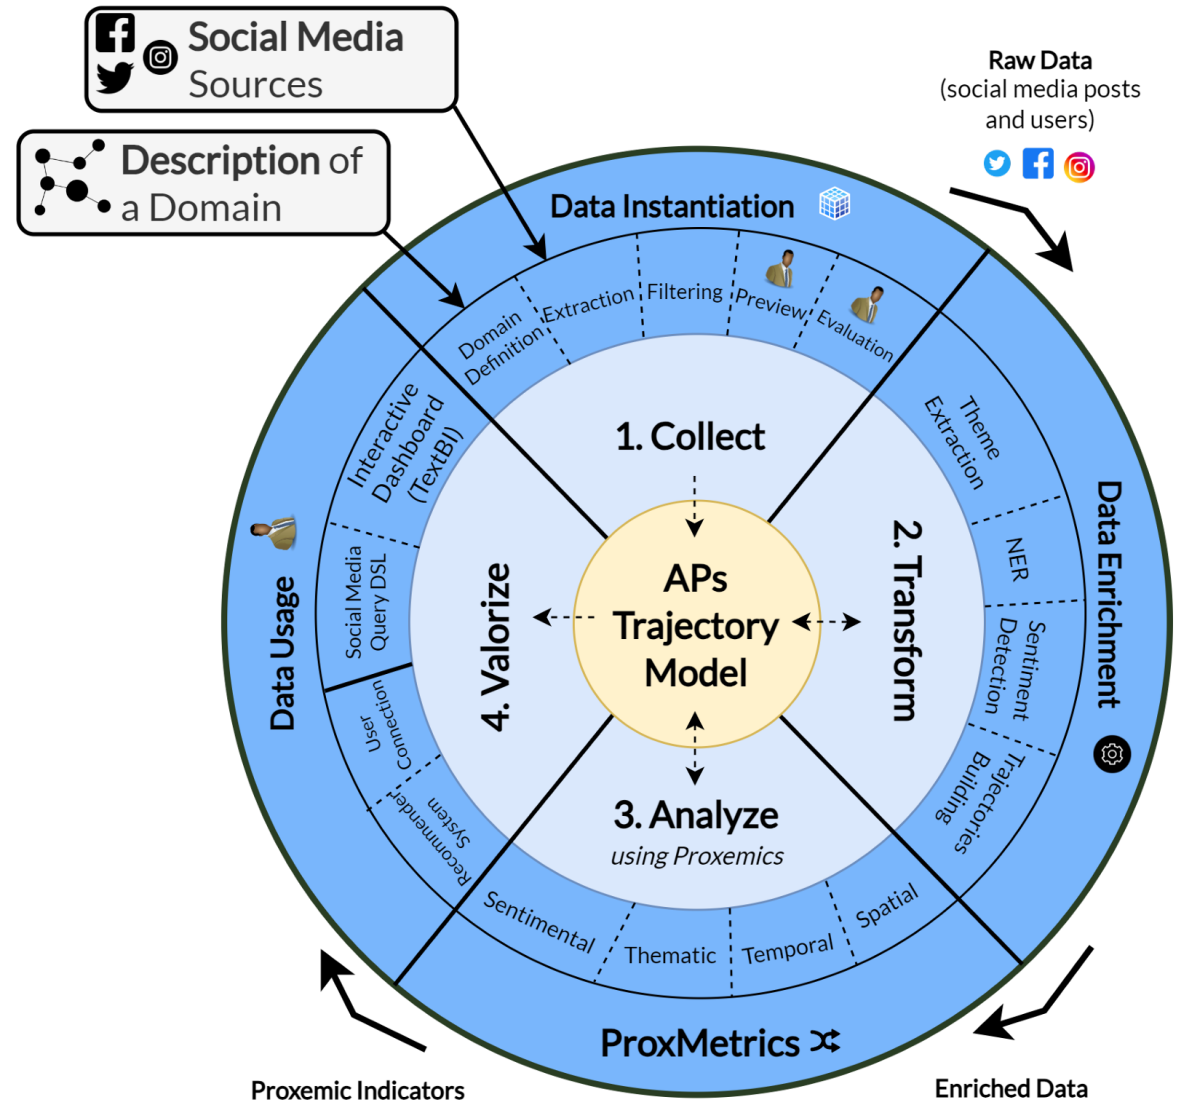 Social Media
Sources
Description of
a Domain
Raw Data
(social media posts
and users)
Data Instantiation
Domain
Definition
Extraction
Filtering
Preview
Evaluation
1. Collect
Theme
Extraction
NER
Sentiment
Detection
Trajectories
Building
Data Enrichment
2. Transform
APs
Trajectory
Model
3. Analyze
using Proxemics
Spatial
Temporal
Thematic
Sentimental
ProxMetrics
4. Valorize
Interactive
Dashboard
(TextBI)
Social Media
Query DSL
User
Connection
Recommender
System
Data Usage
Proxemic Indicators
Enriched Data